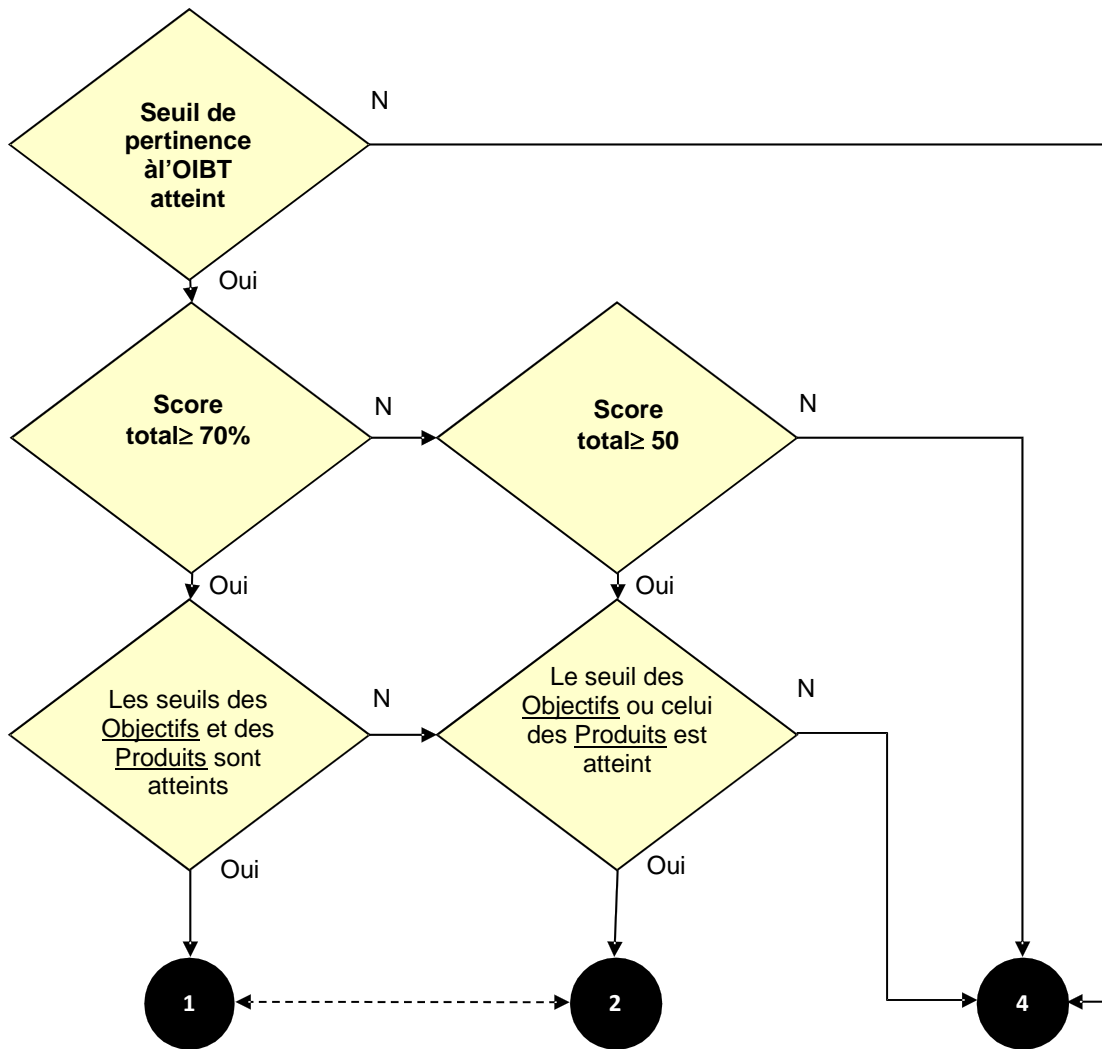 Seuil de
pertinence
àl'OIBT
atteint
N
Oui
Score
total≥ 70%
N
Score
total≥ 50
N
Oui
Oui
Les seuils des
Objectifs et des
Produits sont
atteints
N
Le seuil des
Objectifs ou celui
des Produits est
atteint
N
Oui
Oui
1
2
4